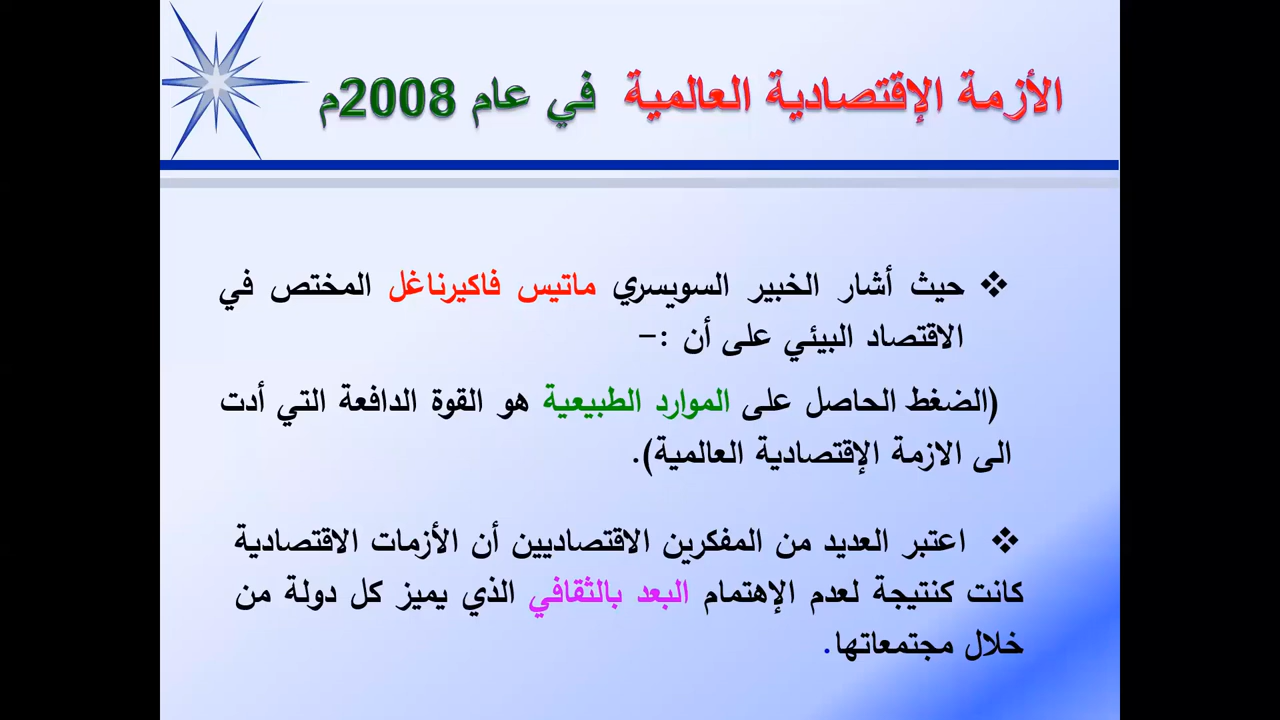 الأزمة الإقتصادية العالمية في عام 2008م
❖ حيث أشار الخبير السويسري ماتيس فاكيرناغل المختص في
الاقتصاد البيئي على أن :-
(الضغط الحاصل على الموارد الطبيعية هو القوة الدافعة التي أدت
الى الازمة الإقتصادية العالمية).
❖ اعتبر العديد من المفكرين الاقتصاديين أن الأزمات الاقتصادية
كانت كنتيجة لعدم الإهتمام البعد بالثقافي الذي يميز كل دولة من
خلال مجتمعاتها.